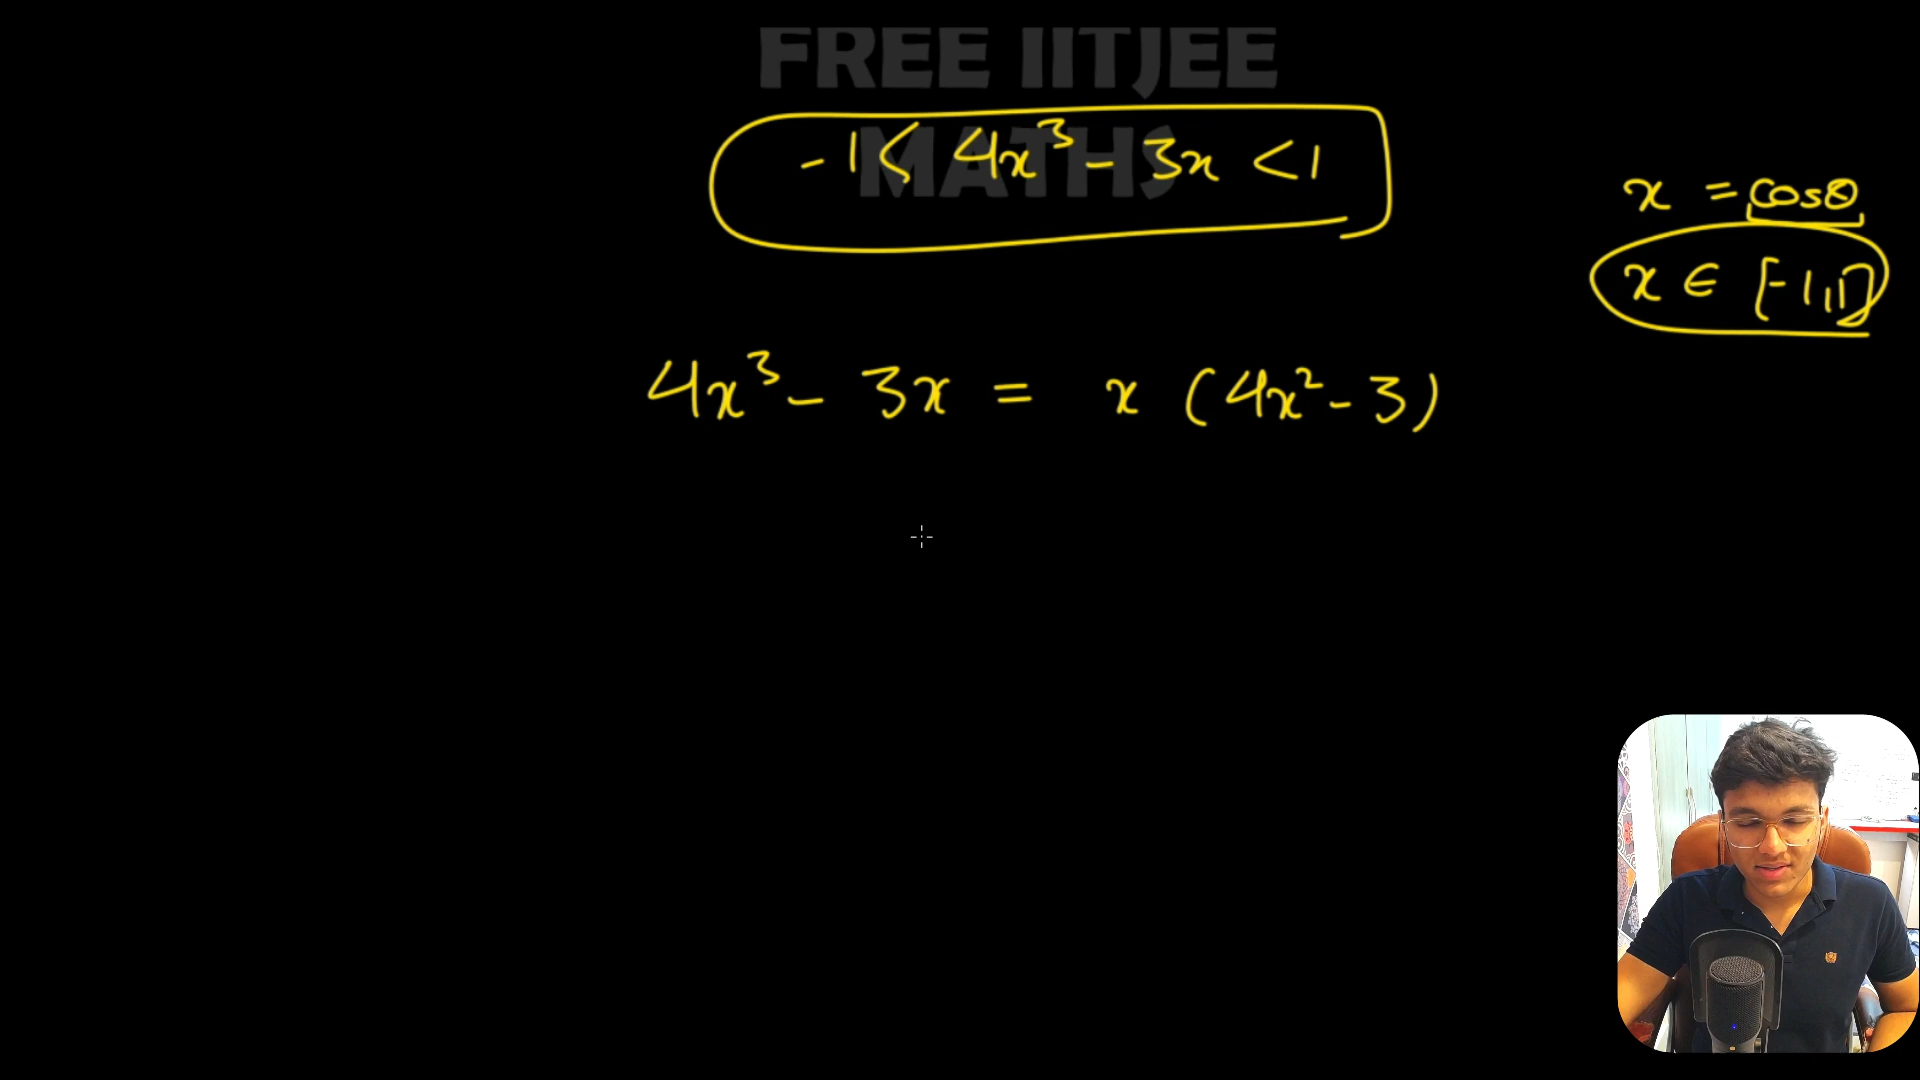 FREE IITJEE
MATHS
-1 < 4x³ - 3x < 1
x = cosθ
x ∈ [-1,1]
4x³ - 3x = x (4x² - 3)